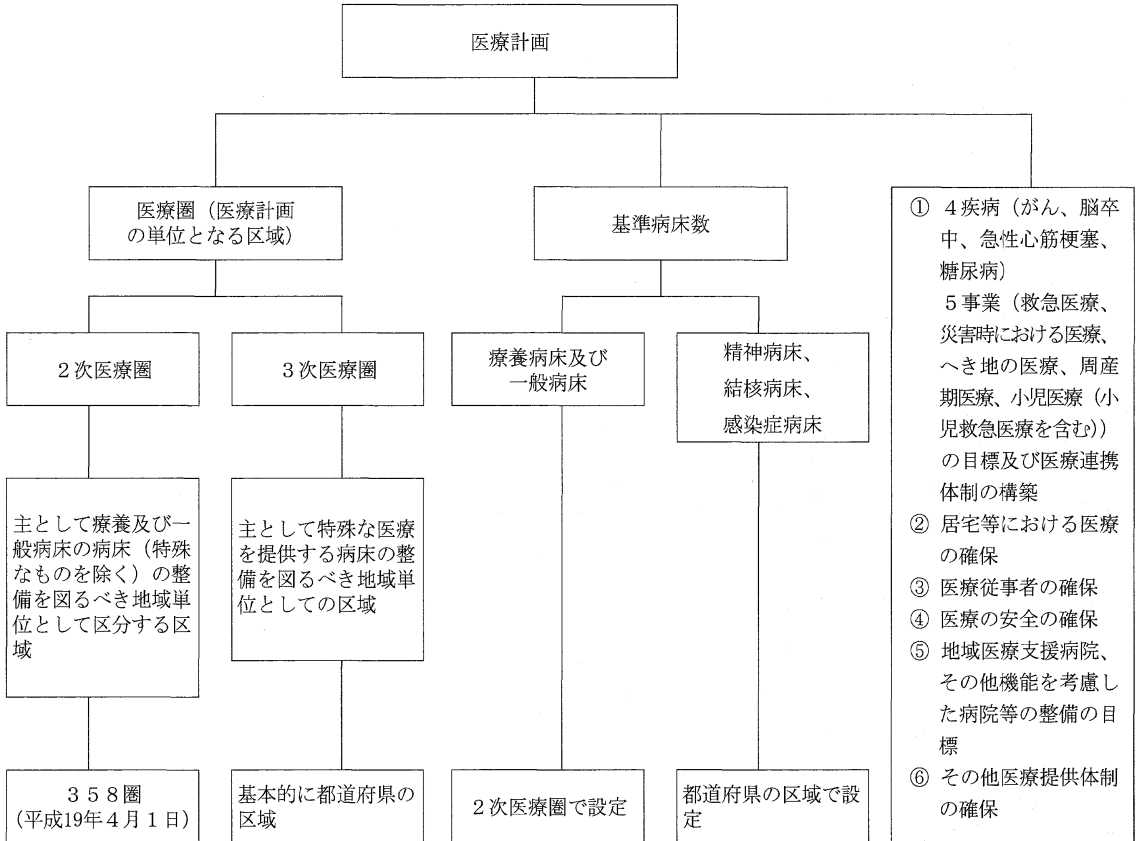 医療計画
医療圏（医療計画
の単位となる区域）
2次医療圏
主として療養及び一
般病床の病床（特殊
なものを除く）の整
備を図るべき地域単
位として区分する区
域
358圏
（平成19年4月1日）
3次医療圏
主として特殊な医療
を提供する病床の整
備を図るべき地域単
位としての区域
基本的に都道府県の
区域
基準病床数
療養病床及び
一般病床
2次医療圏で設定
精神病床、
結核病床、
感染症病床
都道府県の区域で設
定
① 4疾病（がん、脳卒
中、急性心筋梗塞、
糖尿病）
5事業（救急医療、
災害時における医療、
へき地の医療、周産
期医療、小児医療（小
児救急医療を含む））
の目標及び医療連携
体制の構築
② 居宅等における医療
の確保
③ 医療従事者の確保
④ 医療の安全の確保
⑤ 地域医療支援病院、
その他機能を考慮し
た病院等の整備の目
標
⑥ その他医療提供体制
の確保